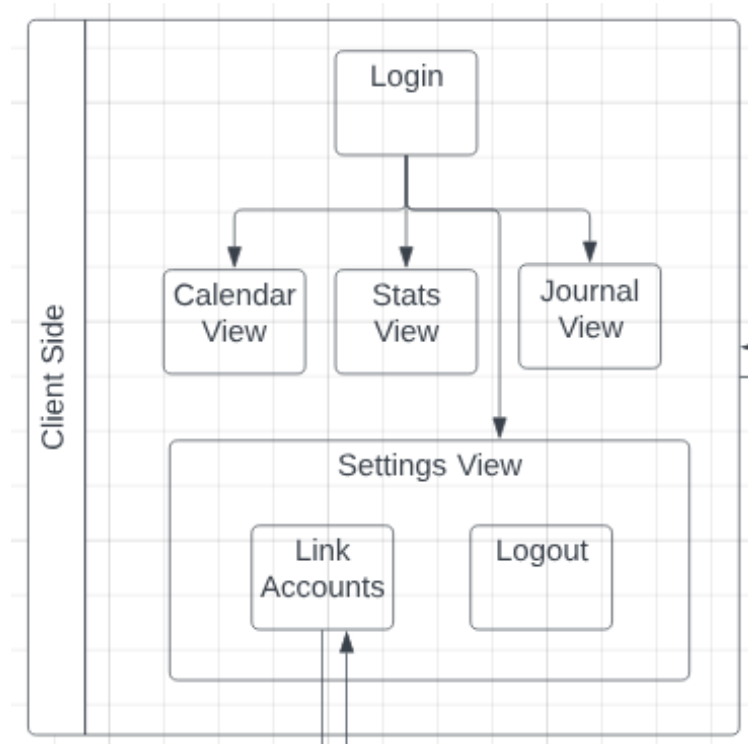 Client Side
Login
Calendar
View
Stats
View
Journal
View
Settings View
Link
Accounts
Logout